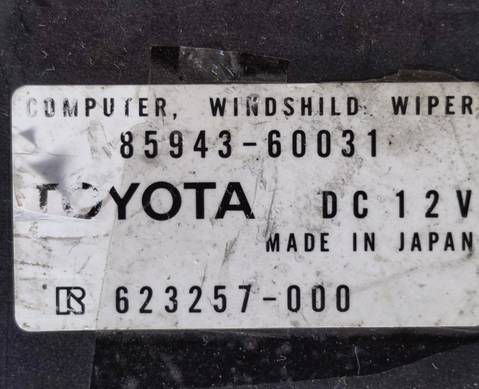 COMPUTER, WINDSHILD WIPER
85943-60031
TOYOTA DC 12V
MADE IN JAPAN
R 623257-000